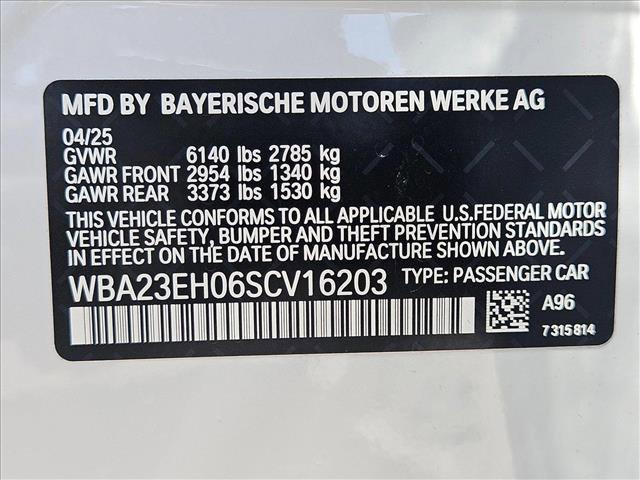 MFD BY BAYERISCHE MOTOREN WERKE AG
04/25
GVWR 6140 lbs 2785 kg
GAWR FRONT 2954 lbs 1340 kg
GAWR REAR 3373 lbs 1530 kg
THIS VEHICLE CONFORMS TO ALL APPLICABLE U.S.FEDERAL MOTOR
VEHICLE SAFETY, BUMPER AND THEFT PREVENTION STANDARDS
IN EFFECT ON THE DATE OF MANUFACTURE SHOWN ABOVE.
WBA23EH06SCV16203 TYPE: PASSENGER CAR
A96
7315814